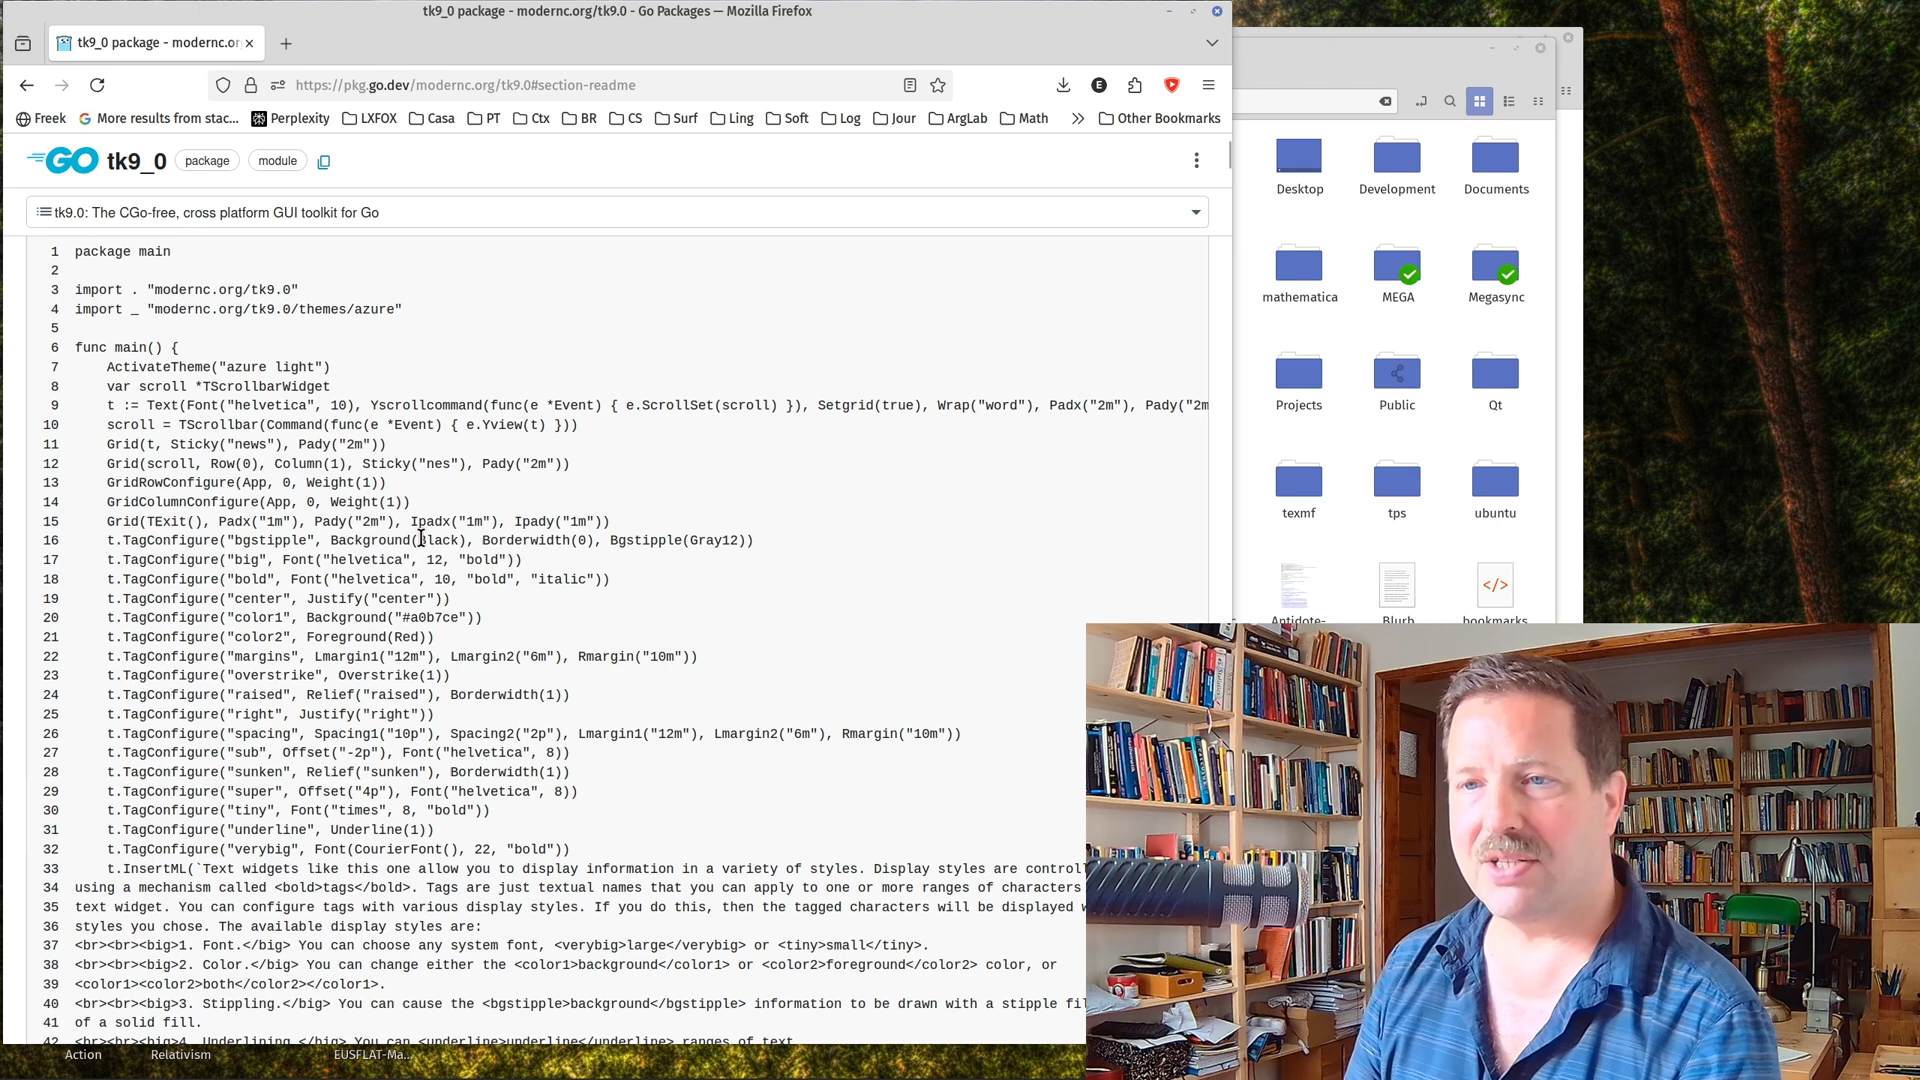 tk9_0 package - modernc.org/tk9.0 - Go Packages — Mozilla Firefox
tk9_0 package - modernc.or
https://pkg.go.dev/modernc.org/tk9.0#section-readme
Freek
More results from stac...
Perplexity
LXFOX
Casa
PT
Ctx
BR
CS
Surf
Ling
Soft
Log
Jour
ArgLab
Math
Other Bookmarks
GO tk9_0 package module
tk9.0: The CGo-free, cross platform GUI toolkit for Go
1 package main
2
3 import . "modernc.org/tk9.0"
4 import _ "modernc.org/tk9.0/themes/azure"
5
6 func main() {
7 ActivateTheme("azure light")
8 var scroll *TScrollbarWidget
9 t := Text(Font("helvetica", 10), Yscrollcommand(func(e *Event) { e.ScrollSet(scroll) }), Setgrid(true), Wrap("word"), Padx("2m"), Pady("2m
10 scroll = TScrollbar(Command(func(e *Event) { e.Yview(t) }))
11 Grid(t, Sticky("news"), Pady("2m"))
12 Grid(scroll, Row(0), Column(1), Sticky("nes"), Pady("2m"))
13 GridRowConfigure(App, 0, Weight(1))
14 GridColumnConfigure(App, 0, Weight(1))
15 Grid(TExit(), Padx("1m"), Pady("2m"), Ipadx("1m"), Ipady("1m"))
16 t.TagConfigure("bgstipple", Background(Black), Borderwidth(0), Bgstipple(Gray12))
17 t.TagConfigure("big", Font("helvetica", 12, "bold"))
18 t.TagConfigure("bold", Font("helvetica", 10, "bold", "italic"))
19 t.TagConfigure("center", Justify("center"))
20 t.TagConfigure("color1", Background("#a0b7ce"))
21 t.TagConfigure("color2", Foreground(Red))
22 t.TagConfigure("margins", Lmargin1("12m"), Lmargin2("6m"), Rmargin("10m"))
23 t.TagConfigure("overstrike", Overstrike(1))
24 t.TagConfigure("raised", Relief("raised"), Borderwidth(1))
25 t.TagConfigure("right", Justify("right"))
26 t.TagConfigure("spacing", Spacing1("10p"), Spacing2("2p"), Lmargin1("12m"), Lmargin2("6m"), Rmargin("10m"))
27 t.TagConfigure("sub", Offset("-2p"), Font("helvetica", 8))
28 t.TagConfigure("sunken", Relief("sunken"), Borderwidth(1))
29 t.TagConfigure("super", Offset("4p"), Font("helvetica", 8))
30 t.TagConfigure("tiny", Font("times", 8, "bold"))
31 t.TagConfigure("underline", Underline(1))
32 t.TagConfigure("verybig", Font(CourierFont(), 22, "bold"))
33 t.InsertML(`Text widgets like this one allow you to display information in a variety of styles. Display styles are controll
34 using a mechanism called <bold>tags</bold>. Tags are just textual names that you can apply to one or more ranges of characters
35 text widget. You can configure tags with various display styles. If you do this, then the tagged characters will be displayed w
36 styles you chose. The available display styles are:
37 <br><br><big>1. Font.</big> You can choose any system font, <verybig>large</verybig> or <tiny>small</tiny>.
38 <br><br><big>2. Color.</big> You can change either the <color1>background</color1> or <color2>foreground</color2> color, or
39 <color1><color2>both</color2></color1>.
40 <br><br><big>3. Stippling.</big> You can cause the <bgstipple>background</bgstipple> information to be drawn with a stipple fil
41 of a solid fill.
42 <br><br><big>4. Underlining.</big> You can <underline>underline</underline> ranges of text.
Desktop
Development
Documents
mathematica
MEGA
Megasync
Projects
Public
Qt
texmf
tps
ubuntu
Antidote-
Blurb
bookmarks
Action
Relativism
EUSFLAT-Ma...